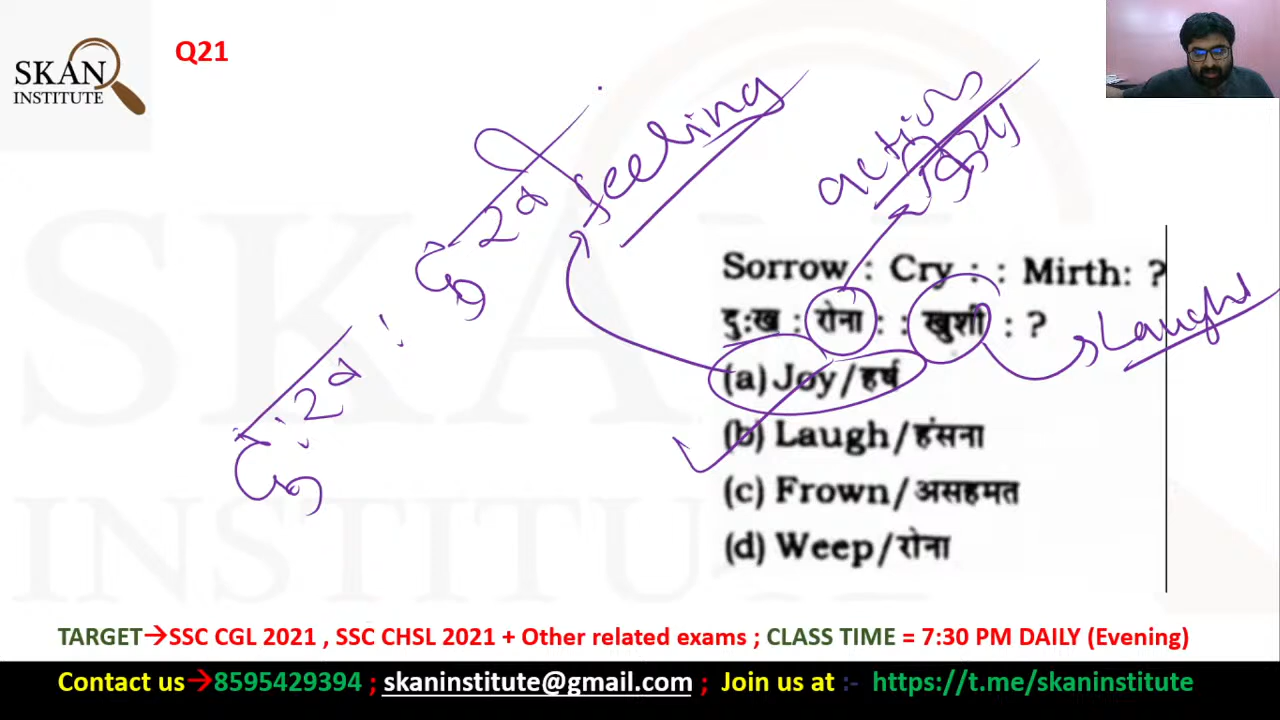 SKAN
INSTITUTE
Q21
feeling
action
क्रिया
Sorrow : Cry : : Mirth: ?
दु:ख : रोना : : खुशी : ?
Laugh
(a) Joy/हर्ष
(b) Laugh/हंसना
(c) Frown/असहमत
(d) Weep/रोना
SKAN
INSTITUTE
TARGET→SSC CGL 2021 , SSC CHSL 2021 + Other related exams ; CLASS TIME = 7:30 PM DAILY (Evening)
Contact us→8595429394 ; skaninstitute@gmail.com ; Join us at :- https://t.me/skaninstitute